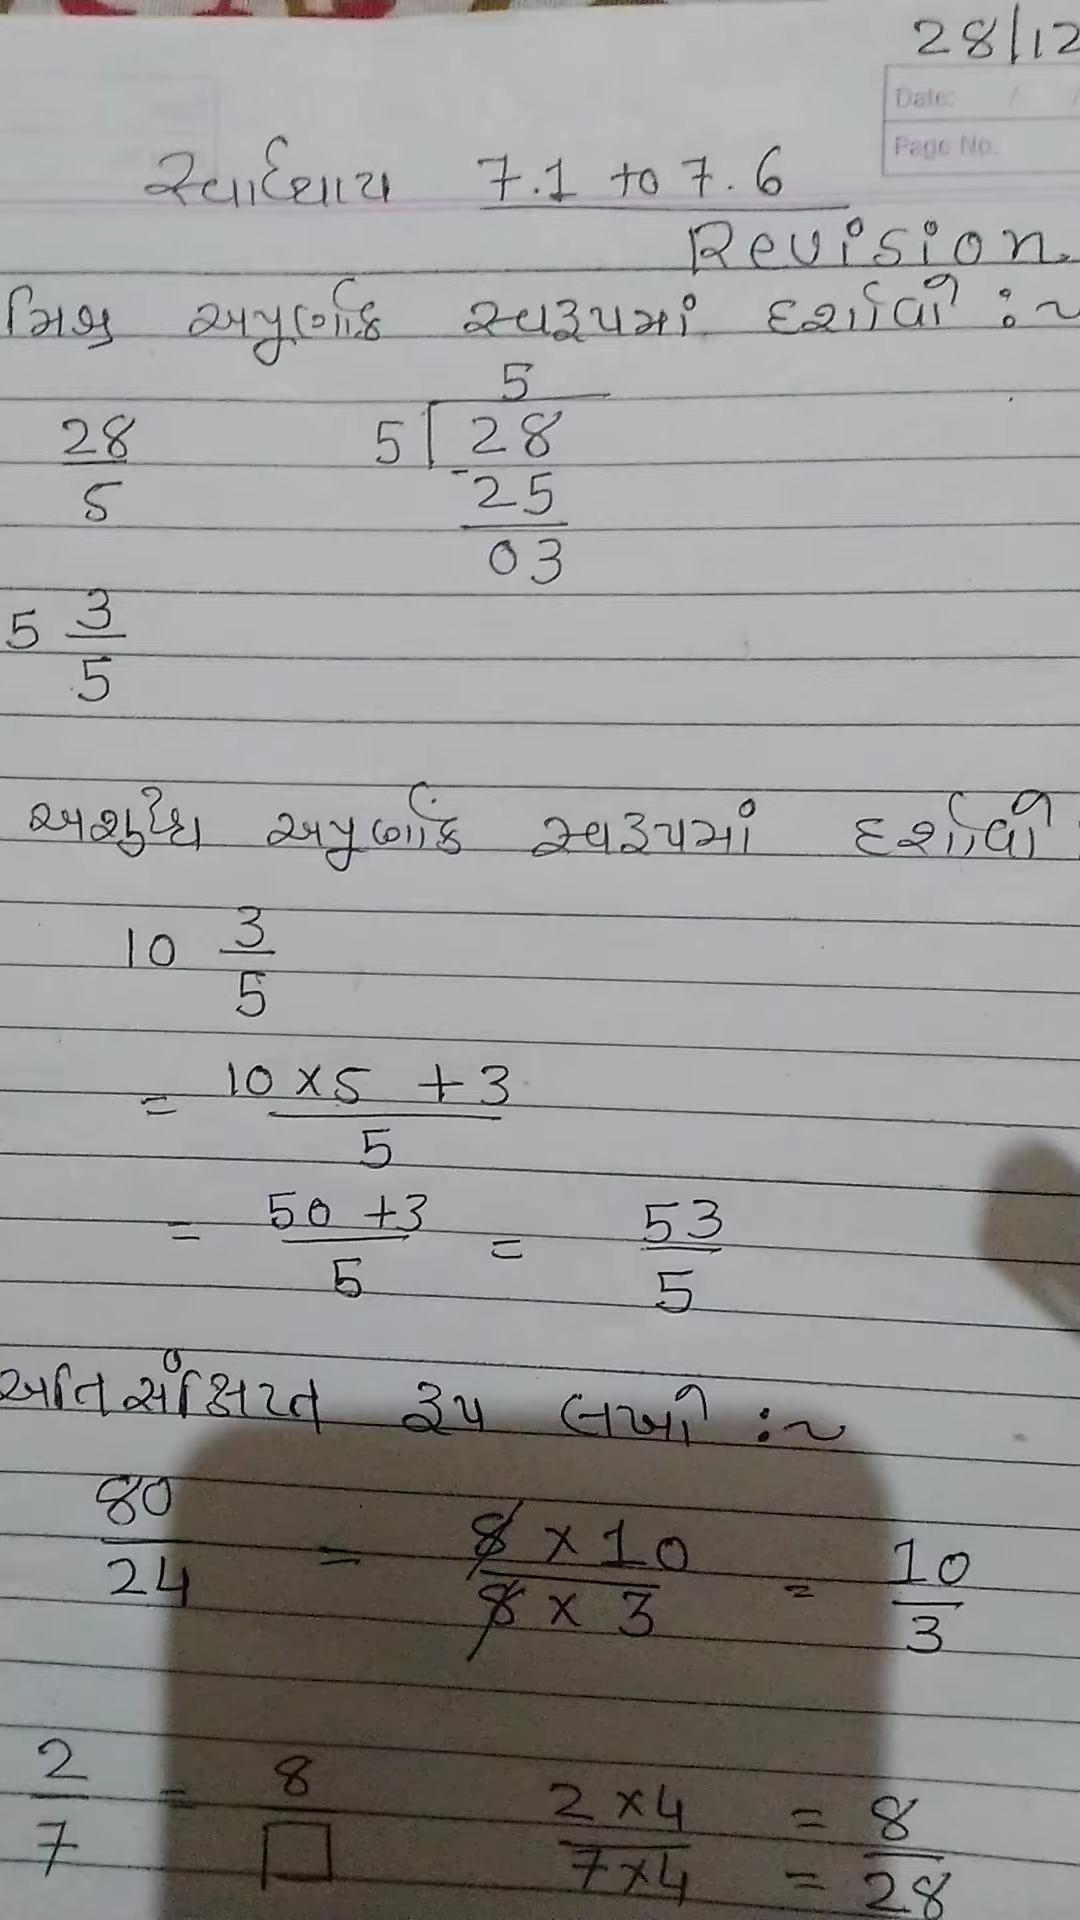 28/12
Date: / /
Page No.
સ્વાધ્યાય 7.1 to 7.6
Revision.
મિશ્ર અપૂર્ણાંક સ્વરૂપમાં દર્શાવો :~
28/5
5
5 | 28
- 25
03
5 3/5
અશુદ્ધ અપૂર્ણાંક સ્વરૂપમાં દર્શાવો :
10 3/5
= (10 × 5 + 3)/5
= (50 + 3)/5 = 53/5
અતિસંક્ષિપ્ત રૂપ લખો :~
80/24 = (8 × 10)/(8 × 3) = 10/3
2/7 = 8/□ (2 × 4)/(7 × 4) = = 8/28